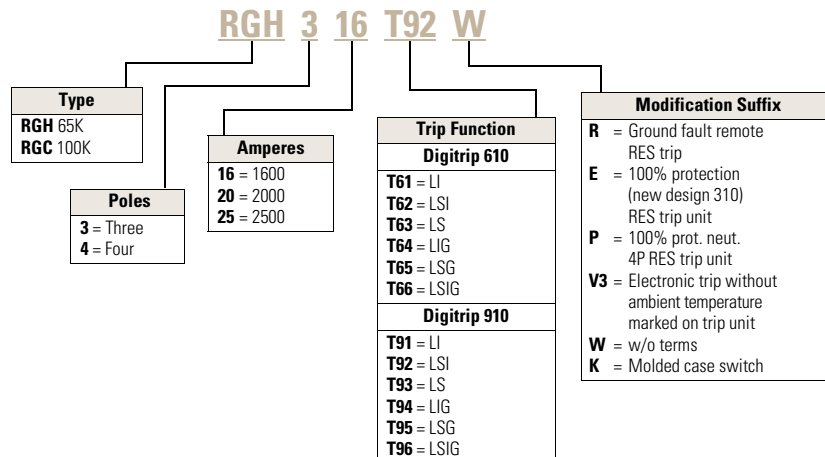 RGH 3 16 T92 W
Type
RGH 65K
RGC 100K
Poles
3 = Three
4 = Four
Amperes
16 = 1600
20 = 2000
25 = 2500
Trip Function
Digitrip 610
T61 = LI
T62 = LSI
T63 = LS
T64 = LIG
T65 = LSG
T66 = LSIG
Digitrip 910
T91 = LI
T92 = LSI
T93 = LS
T94 = LIG
T95 = LSG
T96 = LSIG
Modification Suffix
R = Ground fault remote
RES trip
E = 100% protection
(new design 310)
RES trip unit
P = 100% prot. neut.
4P RES trip unit
V3 = Electronic trip without
ambient temperature
marked on trip unit
W = w/o terms
K = Molded case switch